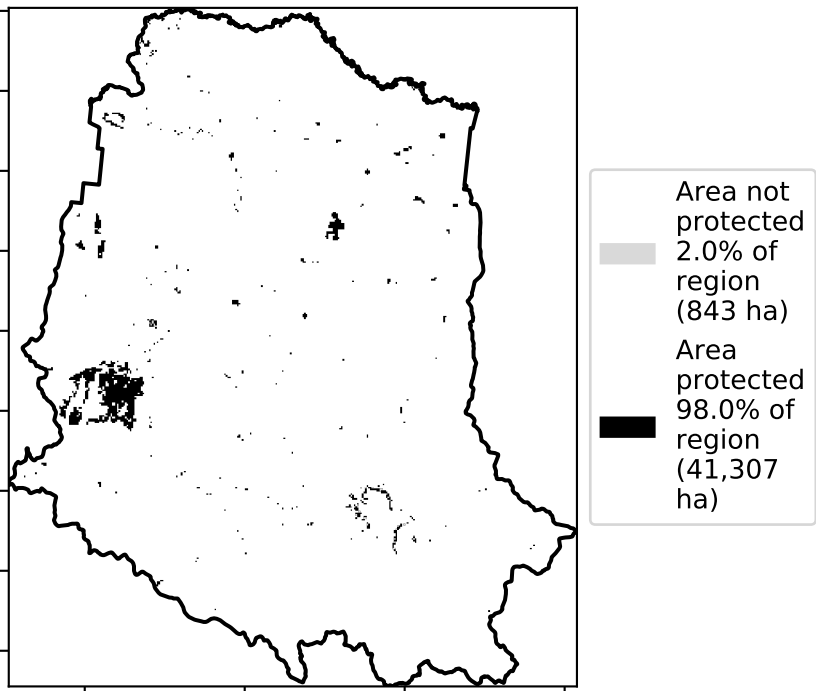 Area not
protected
2.0% of
region
(843 ha)
Area
protected
98.0% of
region
(41,307
ha)